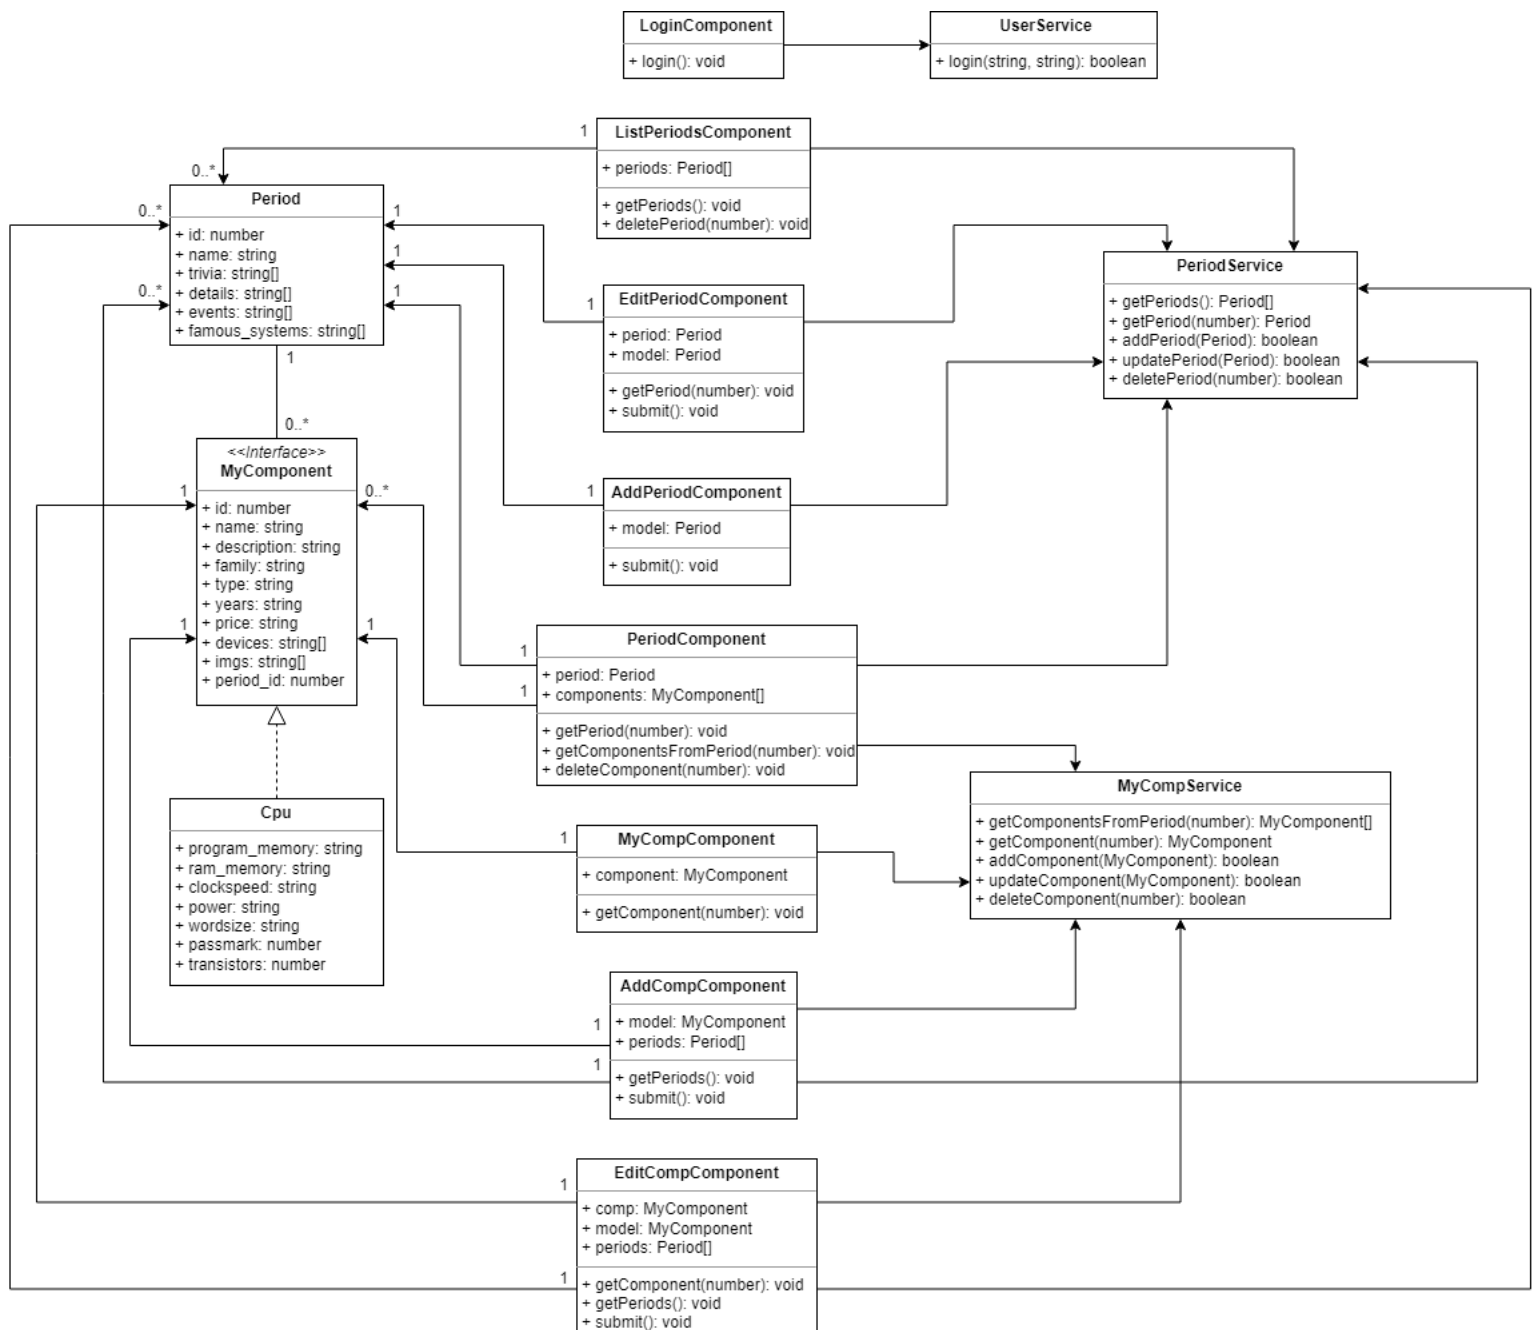 LoginComponent
+ login(): void
UserService
+ login(string, string): boolean
1
ListPeriodsComponent
+ periods: Period[]
+ getPeriods(): void
+ deletePeriod(number): void
0..*
Period
+ id: number
+ name: string
+ trivia: string[]
+ details: string[]
+ events: string[]
+ famous_systems: string[]
0..*
0..*
1
1
1
1
EditPeriodComponent
+ period: Period
+ model: Period
+ getPeriod(number): void
+ submit(): void
PeriodService
+ getPeriods(): Period[]
+ getPeriod(number): Period
+ addPeriod(Period): boolean
+ updatePeriod(Period): boolean
+ deletePeriod(number): boolean
1
0..*
<<Interface>>
MyComponent
+ id: number
+ name: string
+ description: string
+ family: string
+ type: string
+ years: string
+ price: string
+ devices: string[]
+ imgs: string[]
+ period_id: number
1
0..*
1
1
1
AddPeriodComponent
+ model: Period
+ submit(): void
1
1
PeriodComponent
+ period: Period
+ components: MyComponent[]
+ getPeriod(number): void
+ getComponentsFromPeriod(number): void
+ deleteComponent(number): void
MyCompService
+ getComponentsFromPeriod(number): MyComponent[]
+ getComponent(number): MyComponent
+ addComponent(MyComponent): boolean
+ updateComponent(MyComponent): boolean
+ deleteComponent(number): boolean
Cpu
+ program_memory: string
+ ram_memory: string
+ clockspeed: string
+ power: string
+ wordsize: string
+ passmark: number
+ transistors: number
1
MyCompComponent
+ component: MyComponent
+ getComponent(number): void
1
1
AddCompComponent
+ model: MyComponent
+ periods: Period[]
+ getPeriods(): void
+ submit(): void
1
1
EditCompComponent
+ comp: MyComponent
+ model: MyComponent
+ periods: Period[]
+ getComponent(number): void
+ getPeriods(): void
+ submit(): void